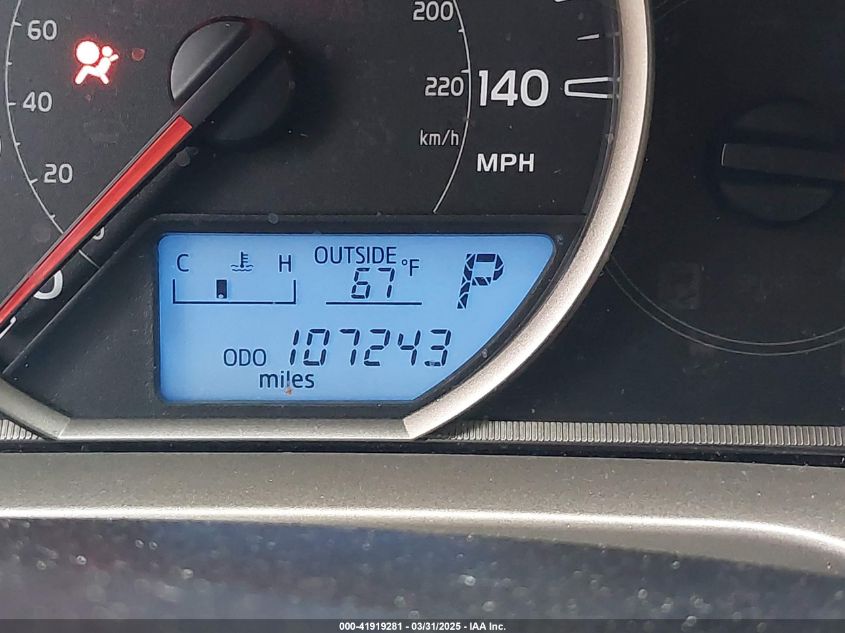 60
40
20
0
200
220
km/h
140
MPH
C H
OUTSIDE
67 °F
P
ODO 107243
miles
000-41919281 - 03/31/2025 - IAA Inc.